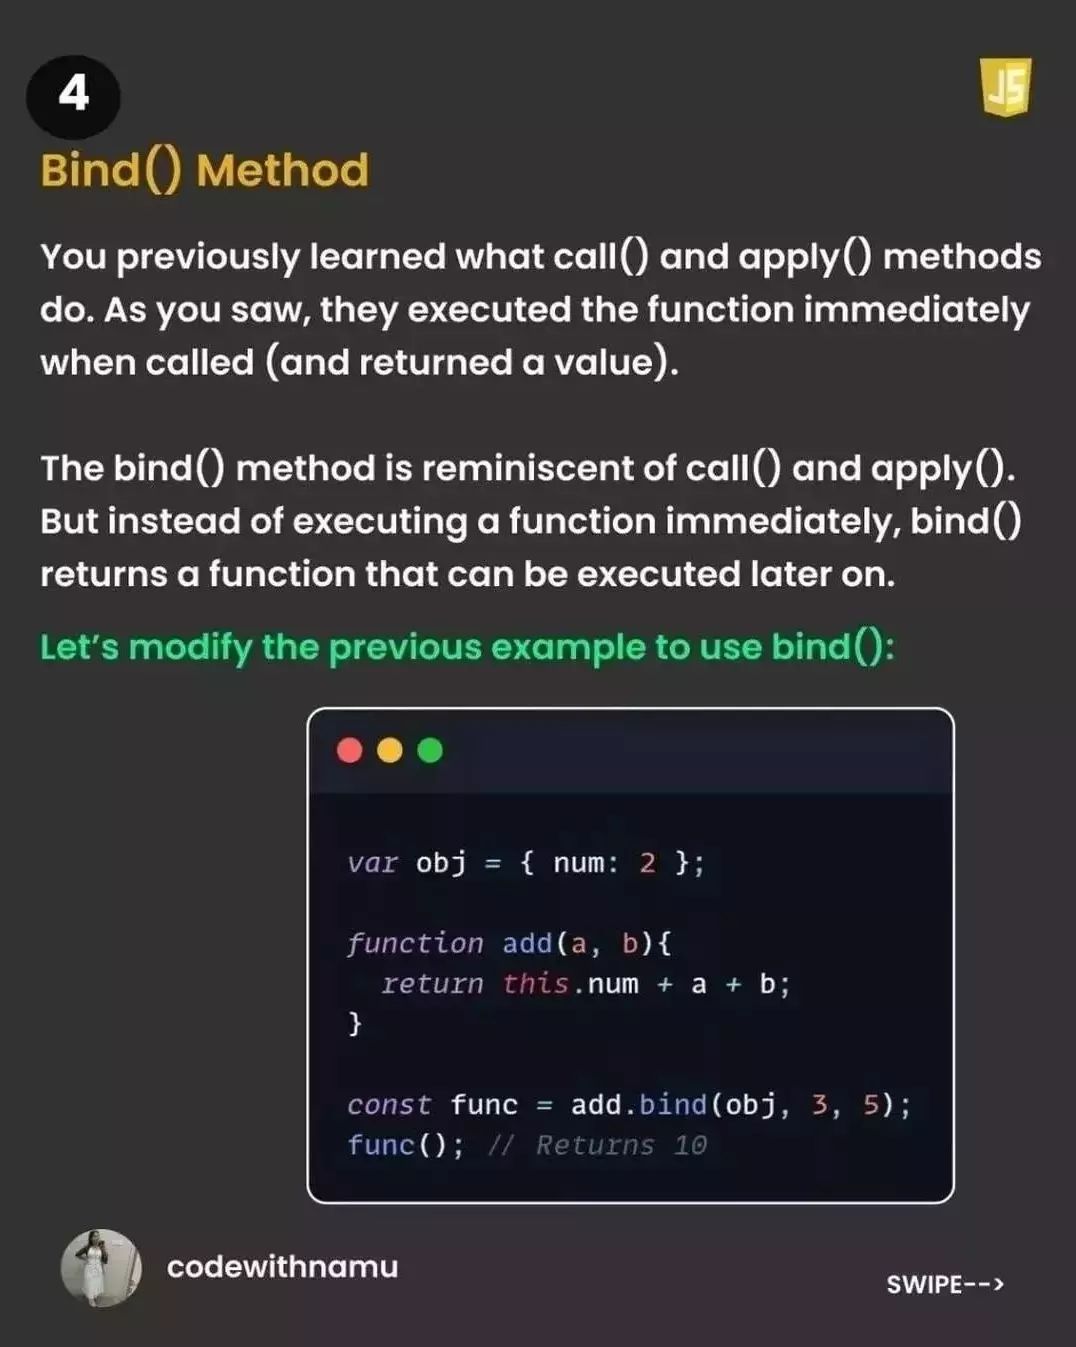 4
JS
Bind() Method
You previously learned what call() and apply() methods
do. As you saw, they executed the function immediately
when called (and returned a value).
The bind() method is reminiscent of call() and apply().
But instead of executing a function immediately, bind()
returns a function that can be executed later on.
Let’s modify the previous example to use bind():
var obj = { num: 2 };
function add(a, b){
return this.num + a + b;
}
const func = add.bind(obj, 3, 5);
func(); // Returns 10
codewithnamu
SWIPE-->